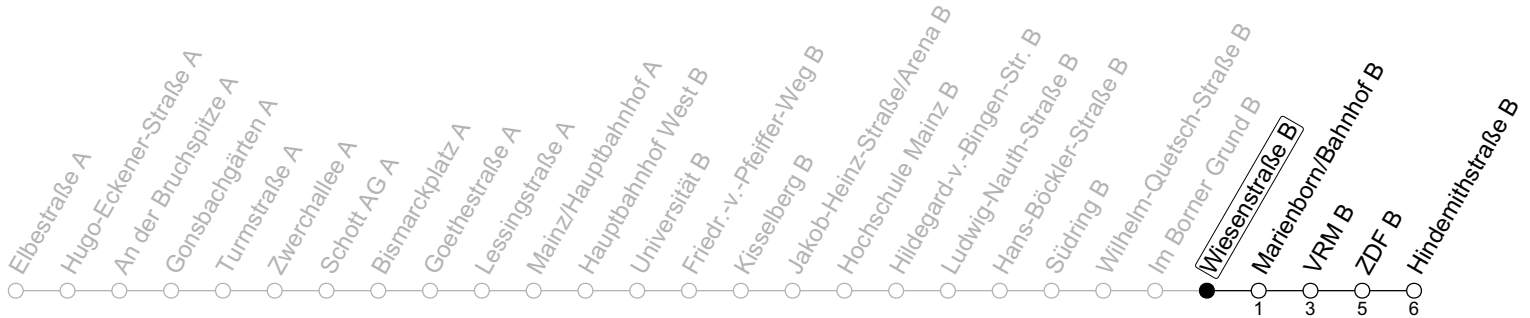 Elbestraße A
Hugo-Eckener-Straße A
An der Bruchspitze A
Gonsbachgärten A
Turmstraße A
Zwerchallee A
Schott AG A
Bismarckplatz A
Goethestraße A
Lessingstraße A
Mainz/Hauptbahnhof A
Hauptbahnhof West B
Universität B
Friedr.-v.-Pfeiffer-Weg B
Kisselberg B
Jakob-Heinz-Straße/Arena B
Hochschule Mainz B
Hildegard-v.-Bingen-Str. B
Ludwig-Nauth-Straße B
Hans-Böckler-Straße B
Südring B
Wilhelm-Quetsch-Straße B
Im Borner Grund B
Wiesenstraße B
Marienborn/Bahnhof B
VRM B
ZDF B
Hindemithstraße B
1 3 5 6